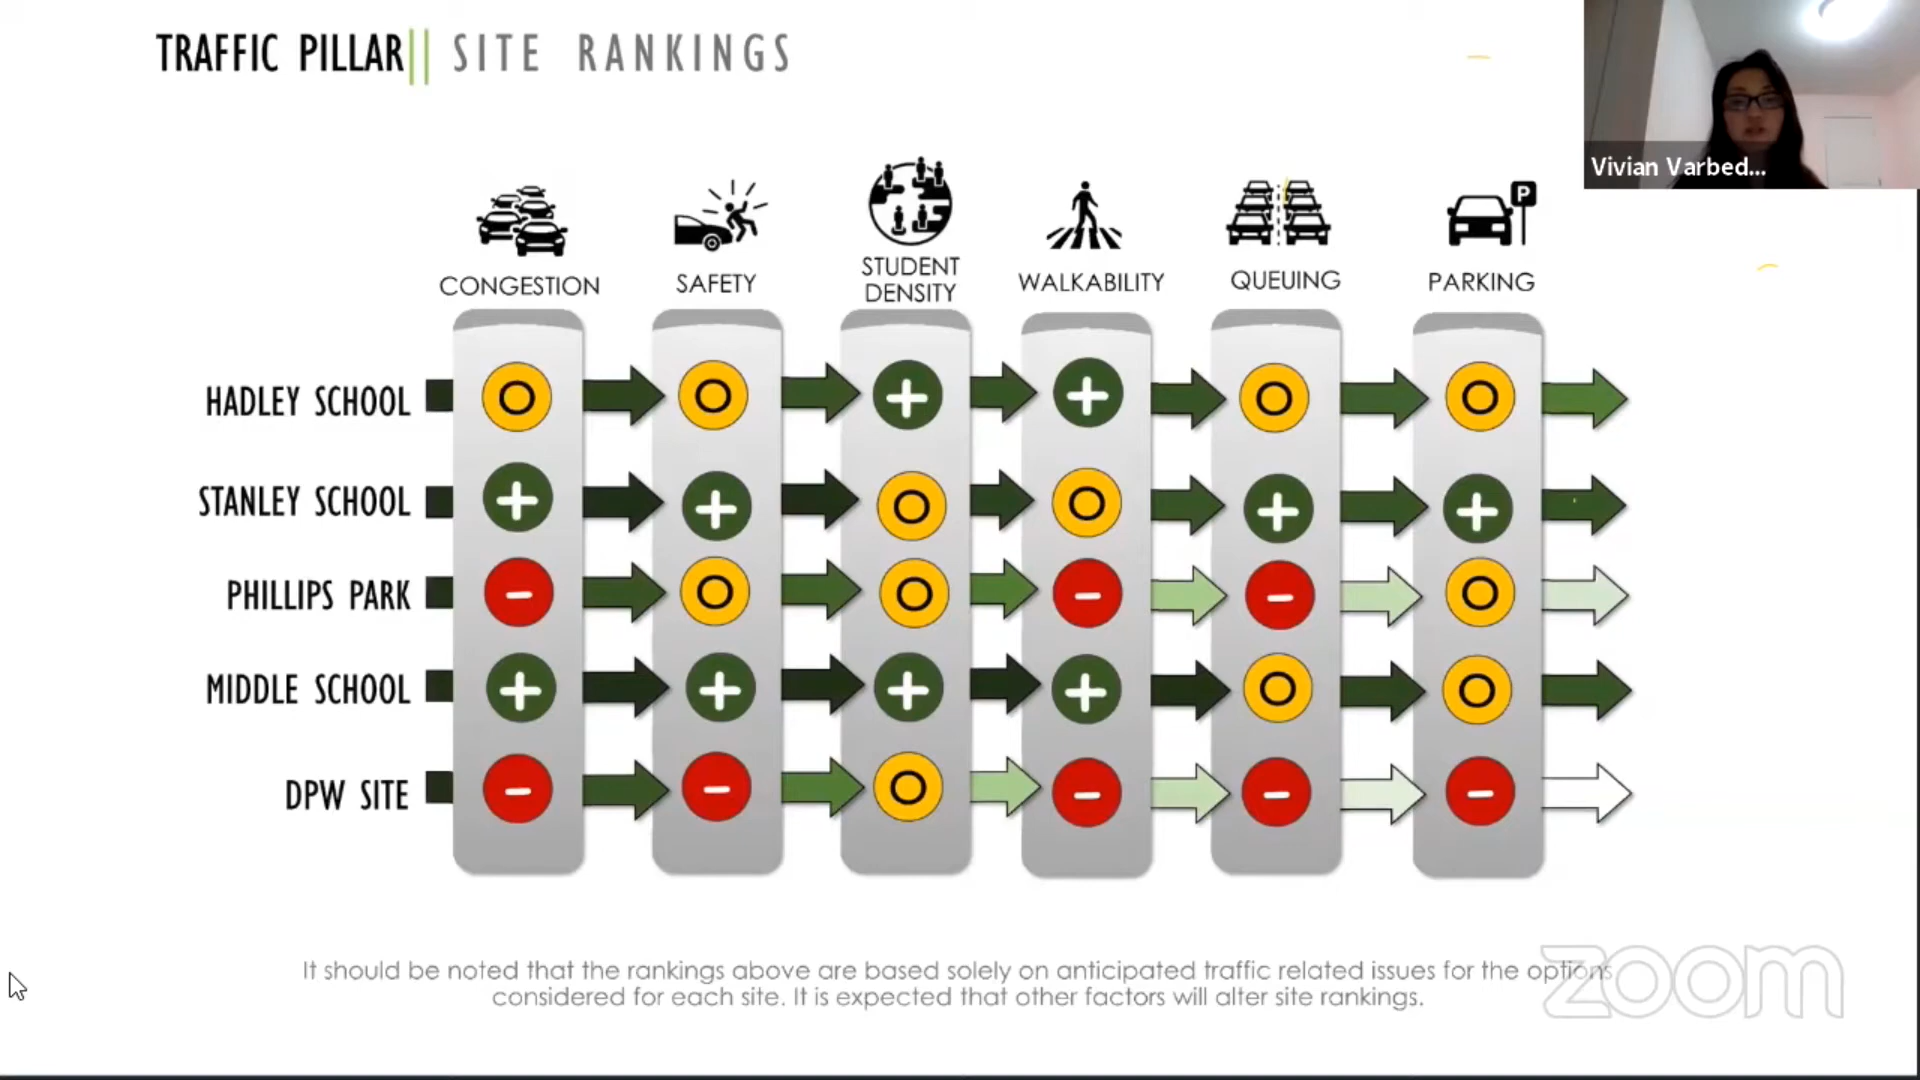 TRAFFIC PILLAR|| SITE RANKINGS
Vivian Varbed...
P
CONGESTION
SAFETY
STUDENT
DENSITY
WALKABILITY
QUEUING
PARKING
HADLEY SCHOOL
STANLEY SCHOOL
PHILLIPS PARK
MIDDLE SCHOOL
DPW SITE
It should be noted that the rankings above are based solely on anticipated traffic related issues for the options
considered for each site. It is expected that other factors will alter site rankings.
zoom